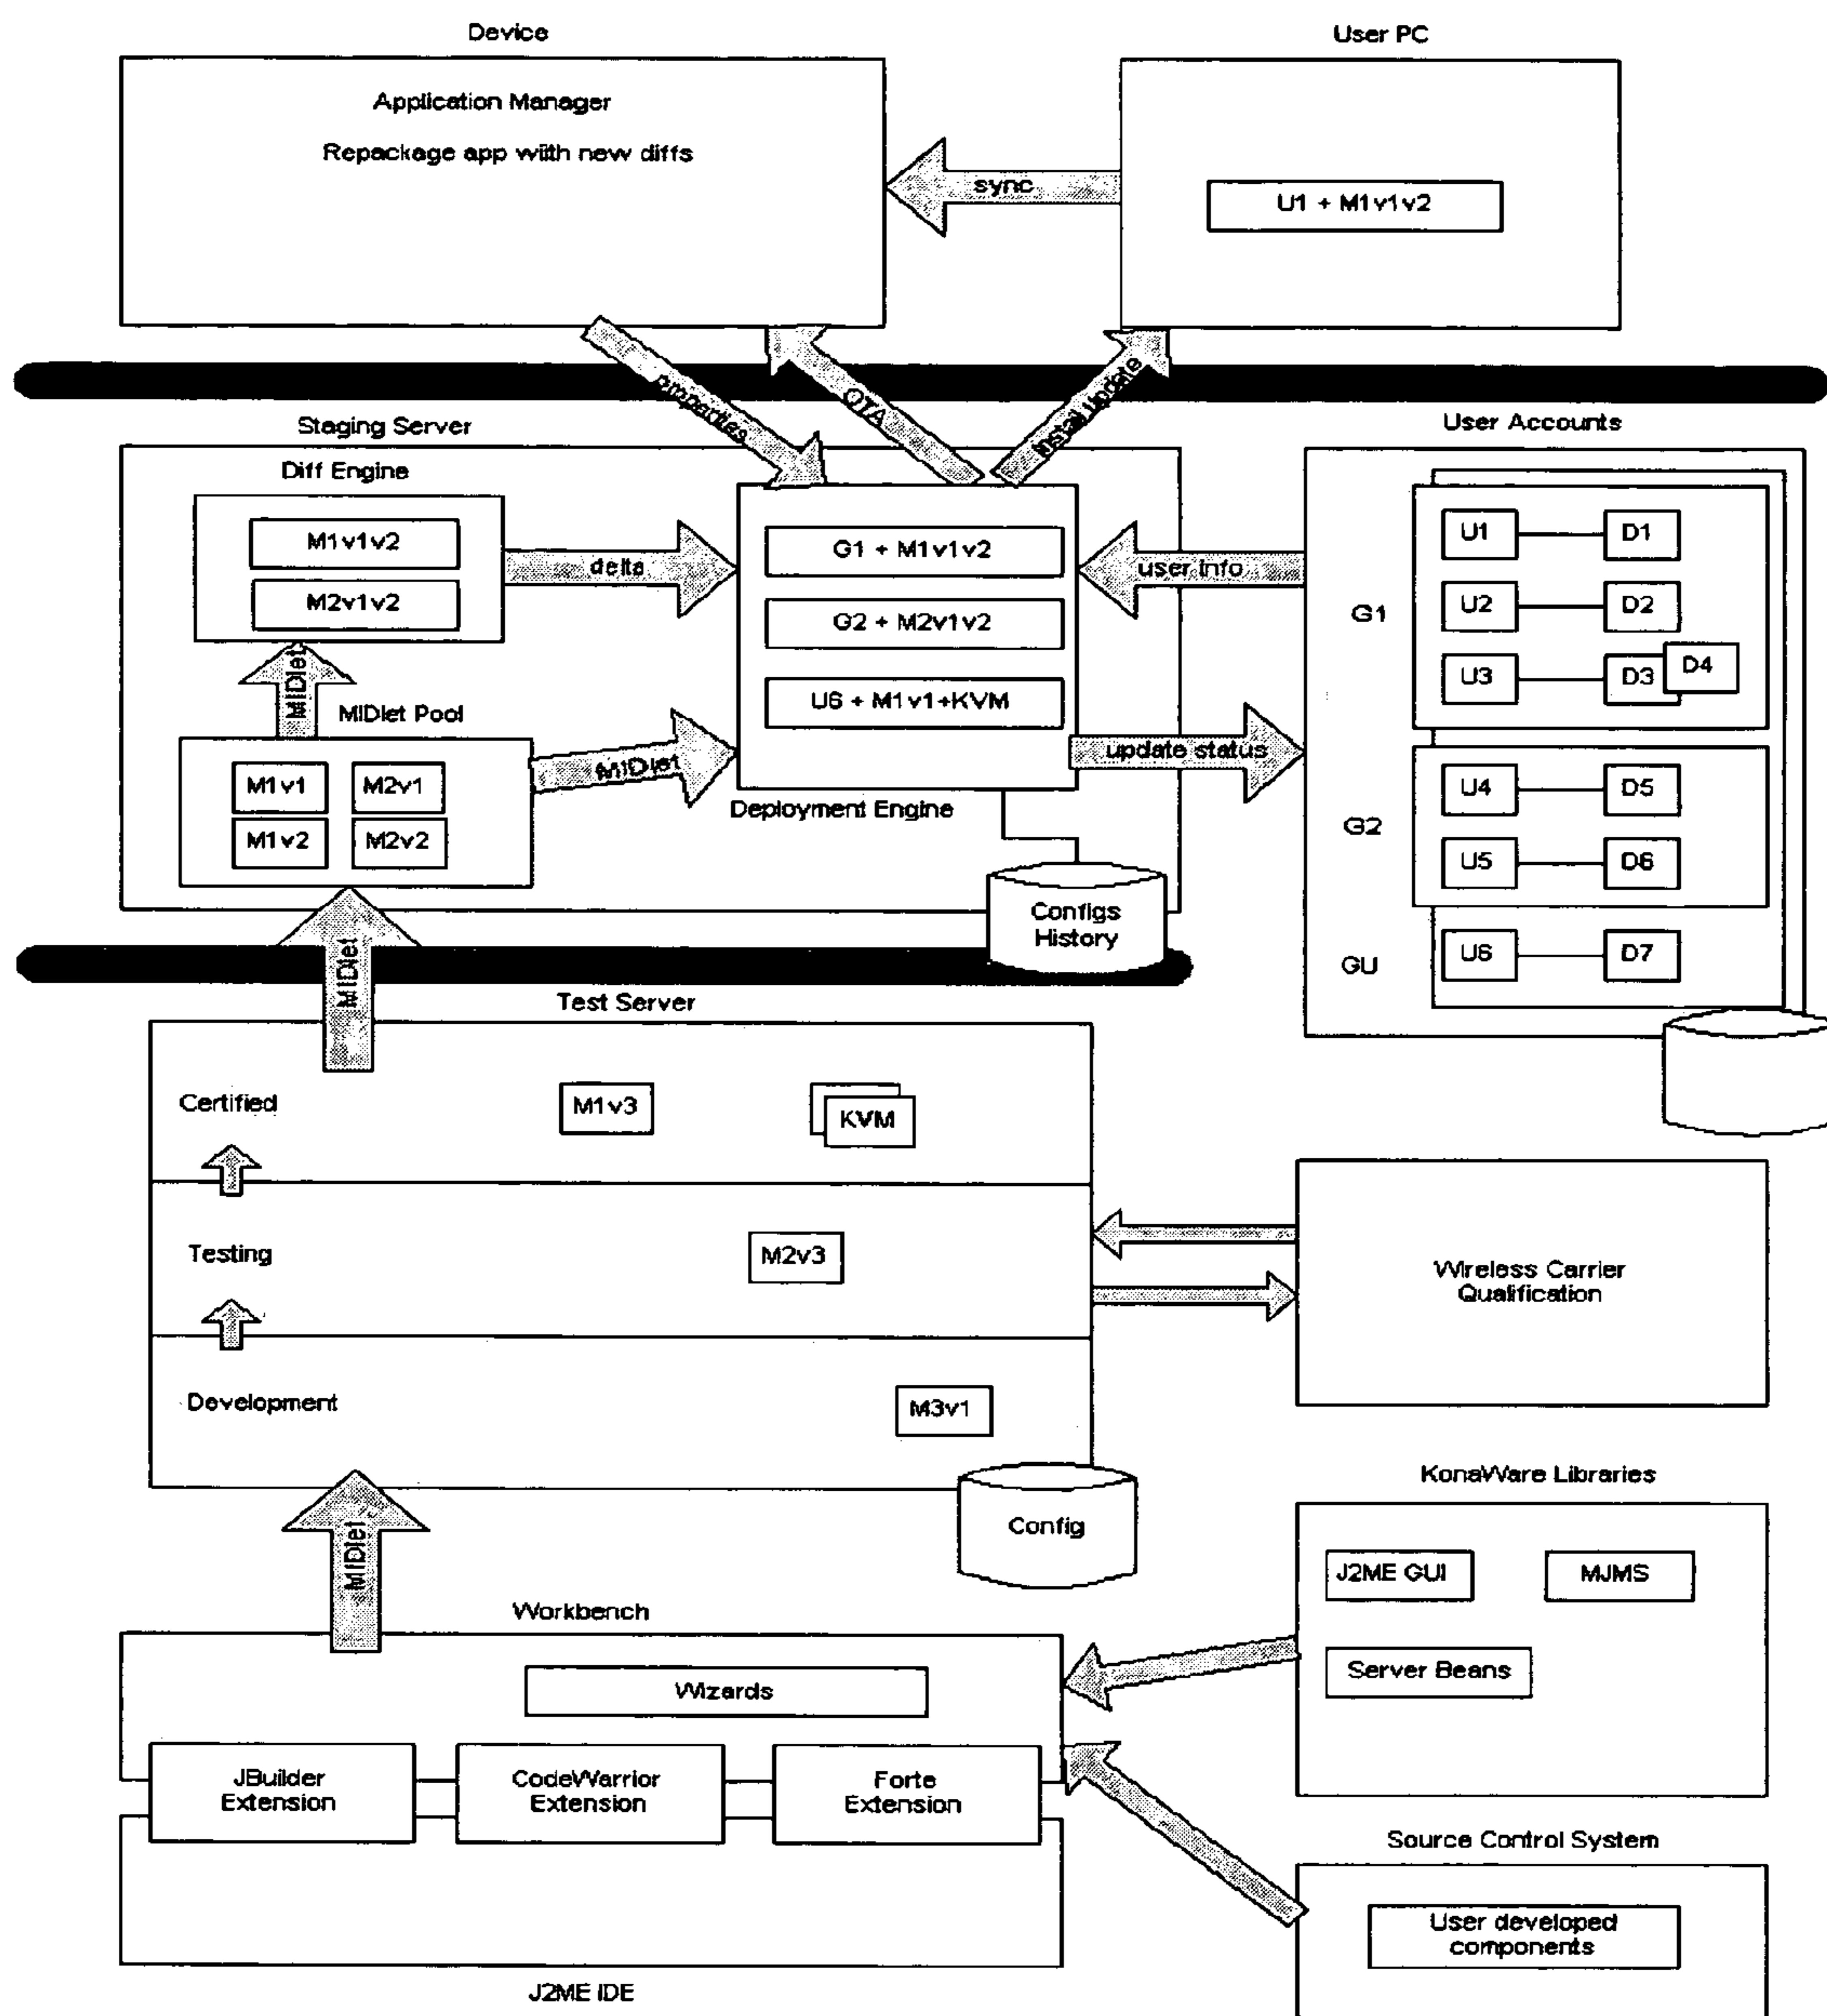 Device
User PC
Application Manager
Repackage app wiith new diffs
sync
U1 + M1v1v2
properties
OTA
install update
Staging Server
User Accounts
Diff Engine
M1v1v2
M2v1v2
delta
G1 + M1v1v2
G2 + M2v1v2
U6 + M1v1+KVM
user info
G1
U1
D1
U2
D2
U3
D3
D4
MIDlet
MIDlet Pool
M1v1
M2v1
M1v2
M2v2
MIDlet
Deployment Engine
update status
G2
U4
D5
U5
D6
GU
U6
D7
Configs
History
MIDlet
Test Server
Certified
M1v3
KVM
Testing
M2v3
Wireless Carrier
Qualification
Development
M3v1
Config
KonaWare Libraries
J2ME GUI
MJMS
Server Beans
MIDlet
Workbench
Wizards
JBuilder
Extension
CodeWarrior
Extension
Forte
Extension
Source Control System
User developed
components
J2ME IDE